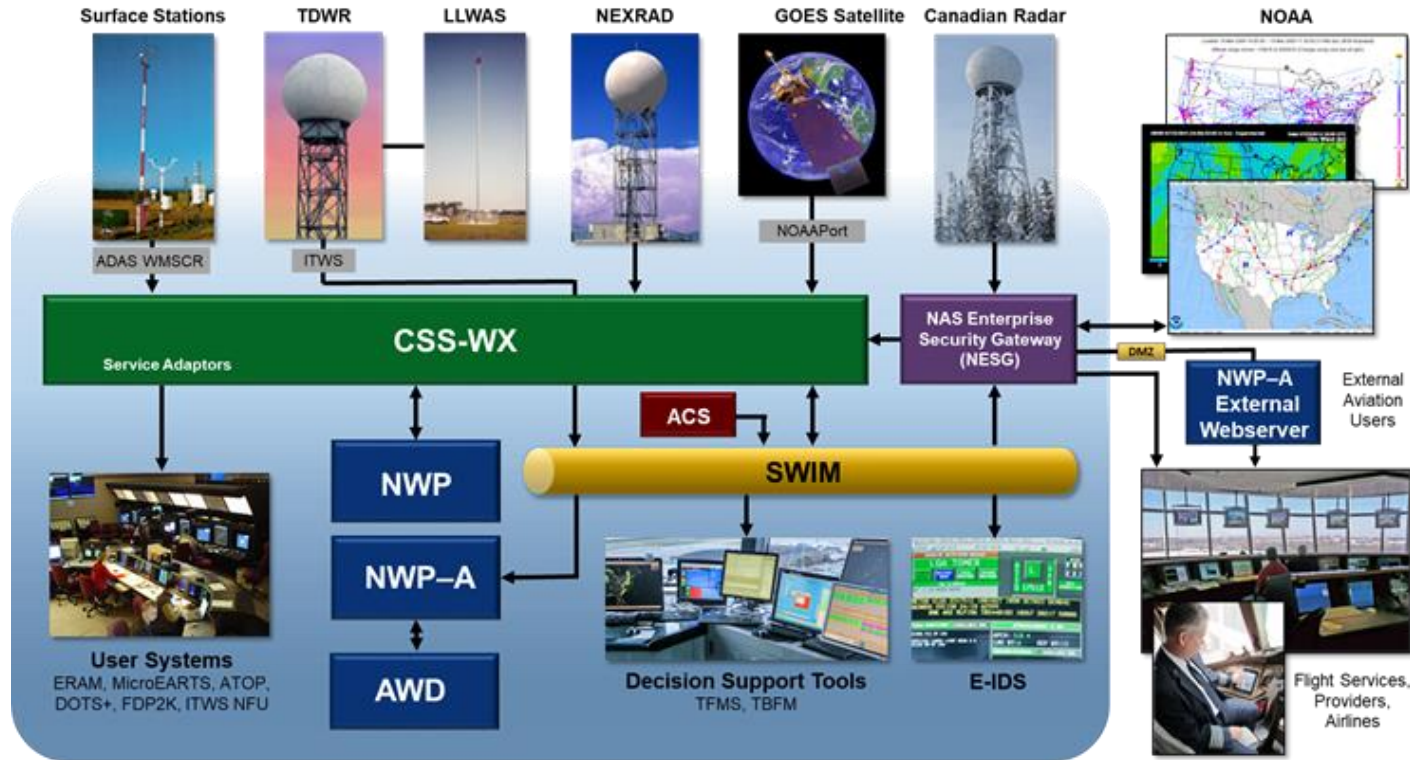 Surface Stations
TDWR
LLWAS
NEXRAD
GOES Satellite
Canadian Radar
NOAA
ADAS WMSCR
ITWS
NOAAPort
CSS-WX
Service Adaptors
NAS Enterprise
Security Gateway
(NESG)
DMZ
NWP–A
External
Webserver
External
Aviation
Users
ACS
SWIM
NWP
NWP–A
AWD
User Systems
ERAM, MicroEARTS, ATOP,
DOTS+, FDP2K, ITWS NFU
Decision Support Tools
TFMS, TBFM
LGA TIMER
E-IDS
Flight Services,
Providers,
Airlines